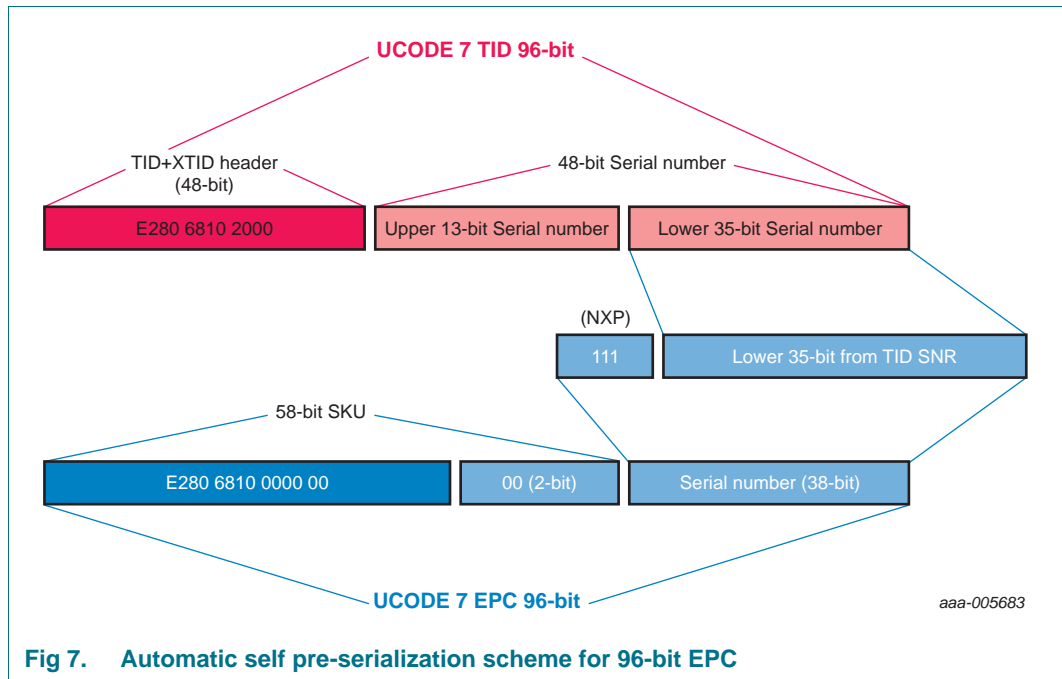 UCODE 7 TID 96-bit
TID+XTID header
(48-bit)
48-bit Serial number
E280 6810 2000
Upper 13-bit Serial number
Lower 35-bit Serial number
(NXP)
111
Lower 35-bit from TID SNR
58-bit SKU
E280 6810 0000 00
00 (2-bit)
Serial number (38-bit)
UCODE 7 EPC 96-bit
aaa-005683
Fig 7. Automatic self pre-serialization scheme for 96-bit EPC